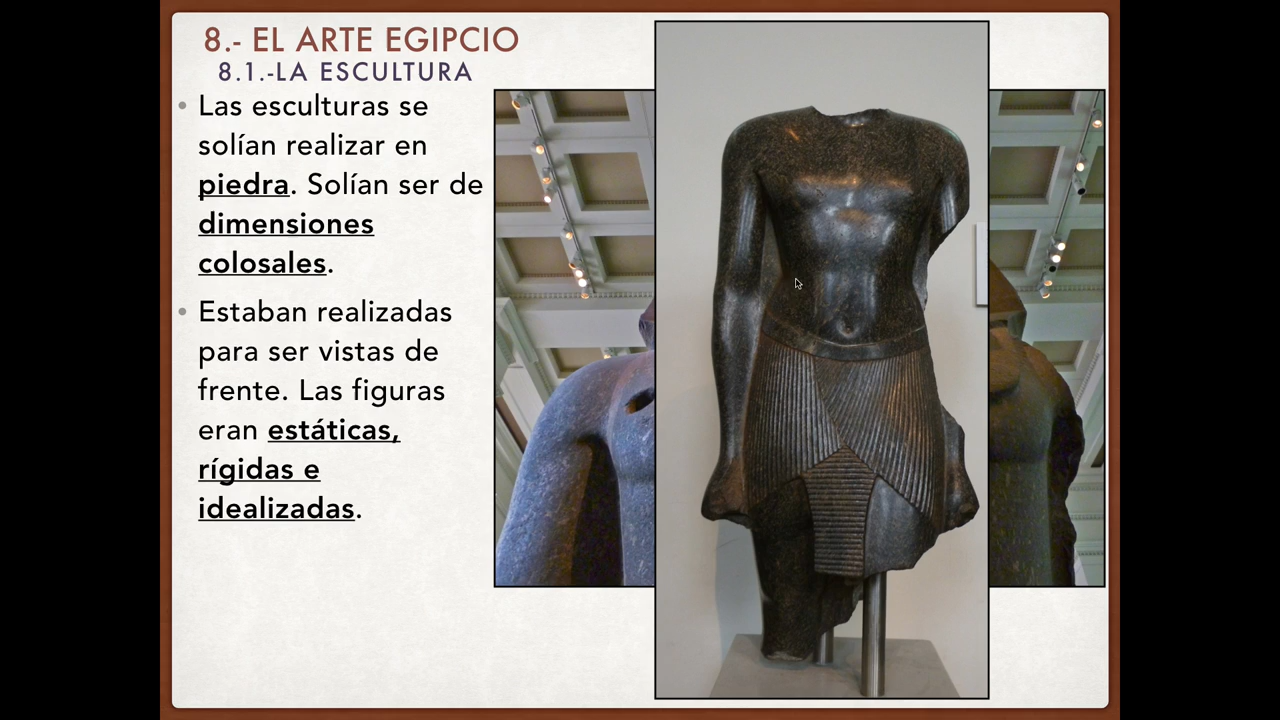 8.- EL ARTE EGIPCIO
8.1.-LA ESCULTURA
• Las esculturas se
solían realizar en
piedra. Solían ser de
dimensiones
colosales.
• Estaban realizadas
para ser vistas de
frente. Las figuras
eran estáticas,
rígidas e
idealizadas.